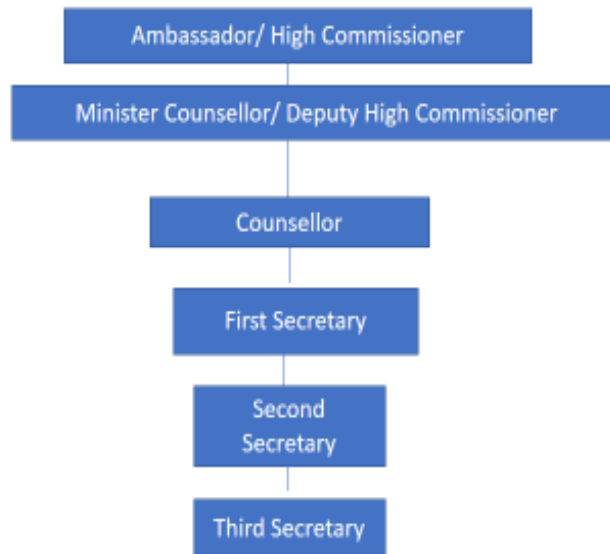 Ambassador/ High Commissioner
Minister Counsellor/ Deputy High Commissioner
Counsellor
First Secretary
Second
Secretary
Third Secretary